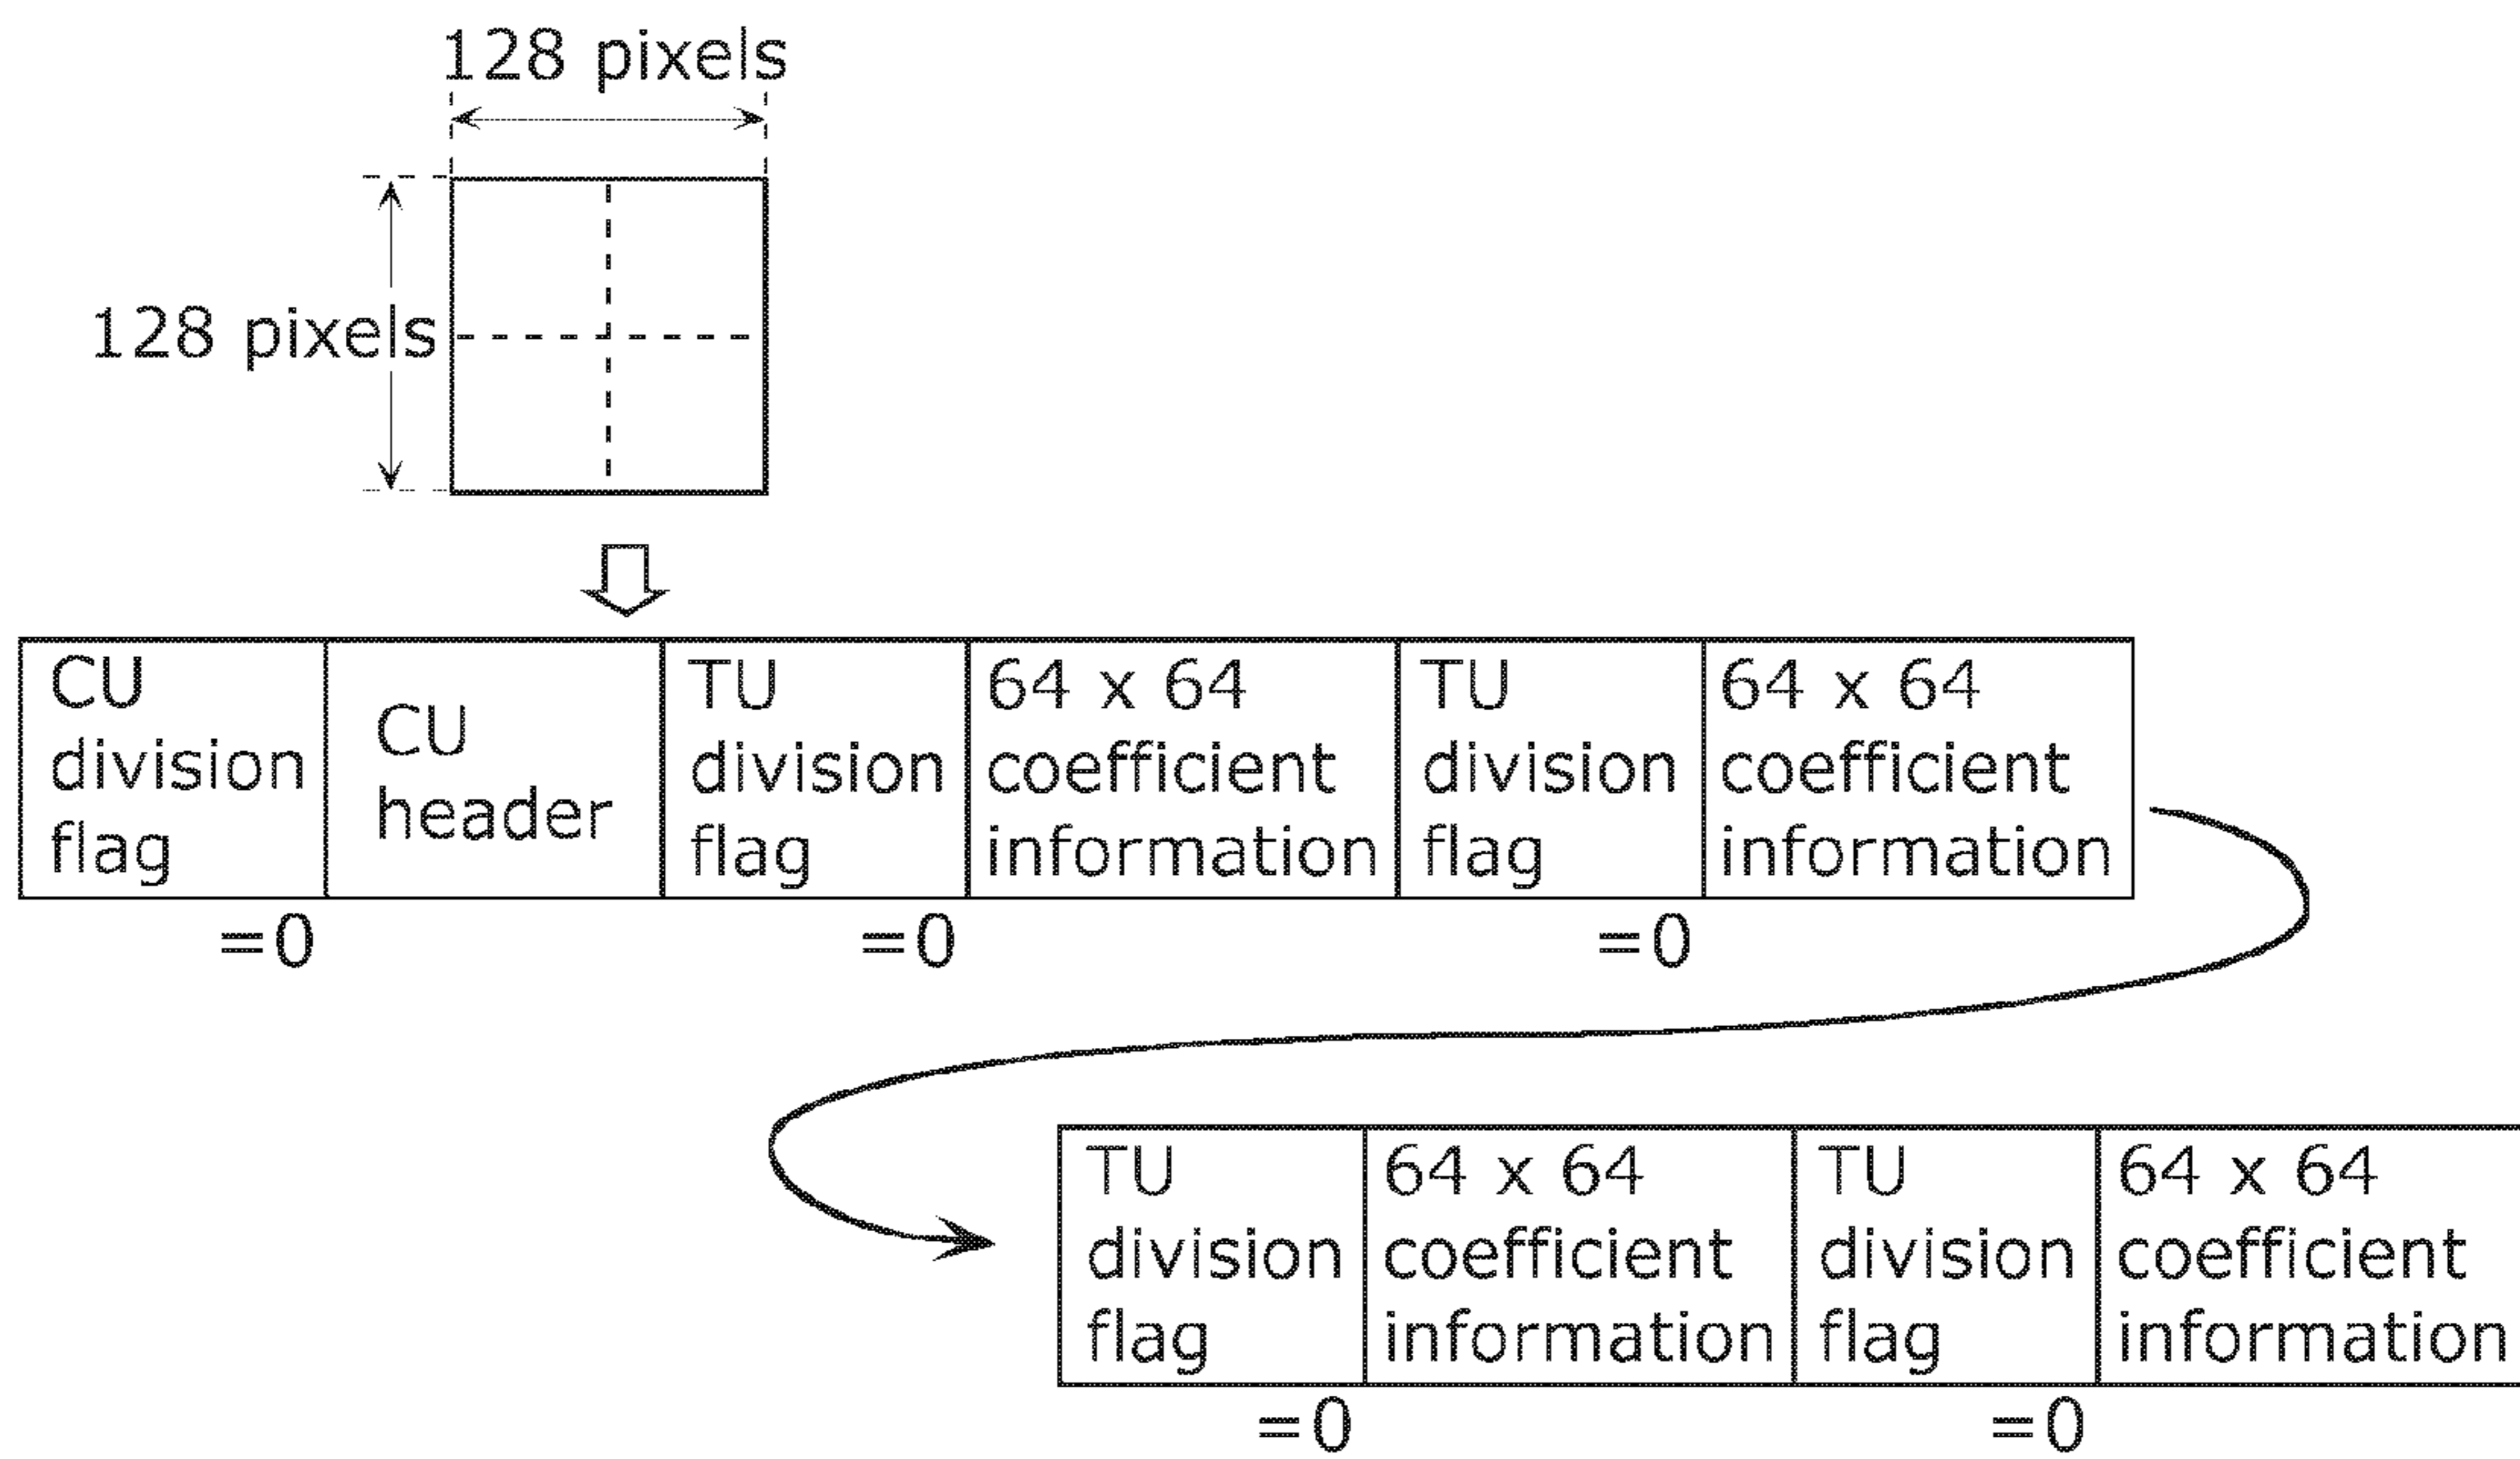 128 pixels
128 pixels
CU
division
flag
CU
header
TU
division
flag
64 x 64
coefficient
information
TU
division
flag
64 x 64
coefficient
information
=0
=0
=0
TU
division
flag
64 x 64
coefficient
information
TU
division
flag
64 x 64
coefficient
information
=0
=0